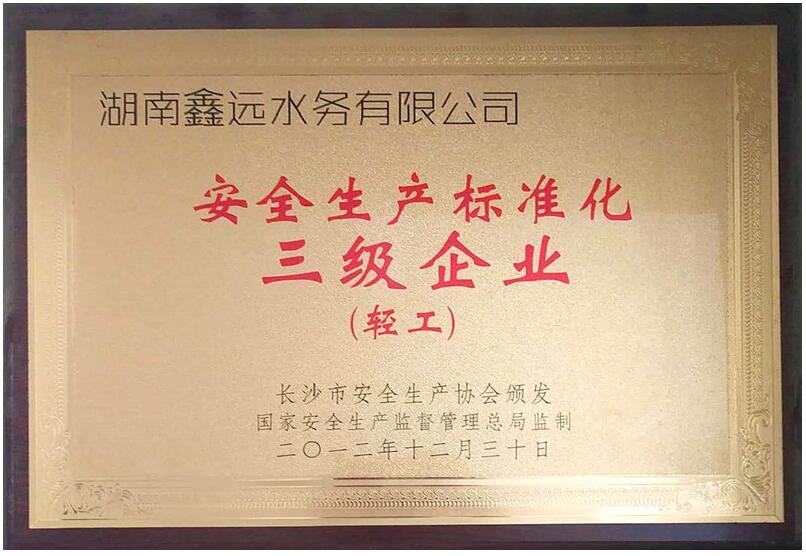 湖南鑫远水务有限公司
安全生产标准化
三级企业
(轻工)
长沙市安全生产协会颁发
国家安全生产监督管理总局监制
二〇一二年十二月三十日